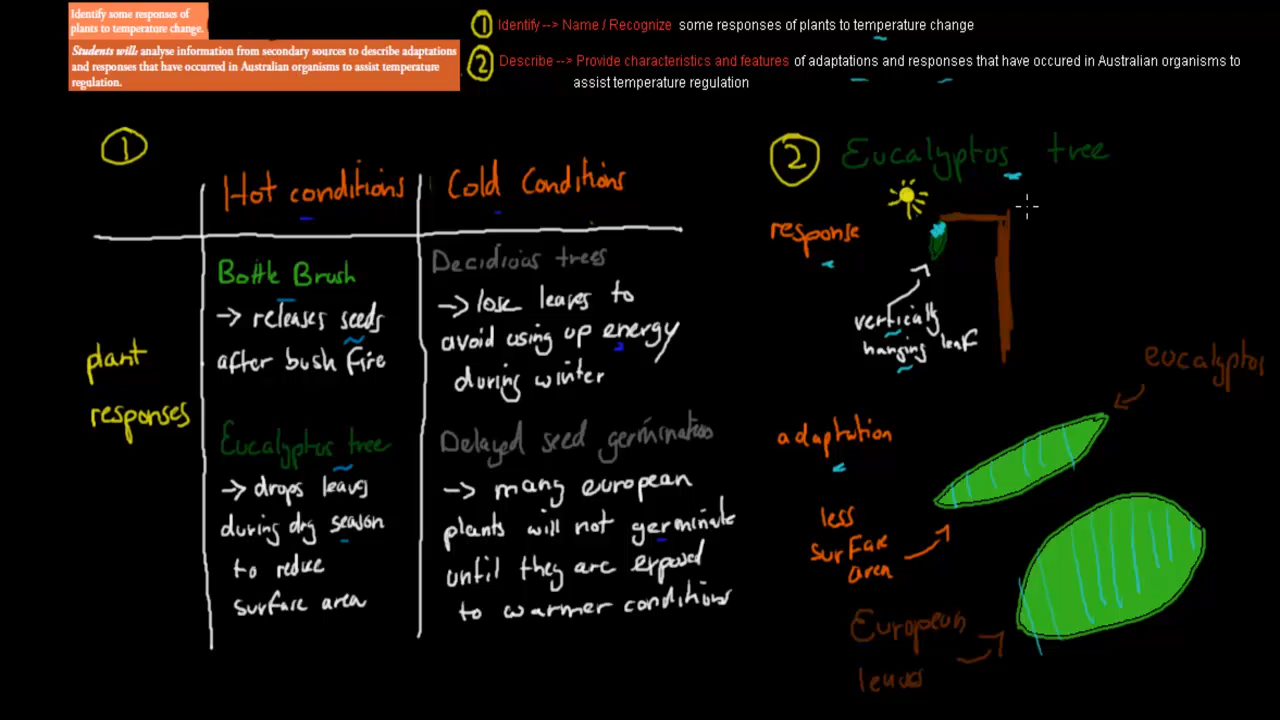 Identify some responses of
plants to temperature change.
Students will: analyse information from secondary sources to describe adaptations
and responses that have occurred in Australian organisms to assist temperature
regulation.
1 Identify --> Name / Recognize some responses of plants to temperature change
2 Describe --> Provide characteristics and features of adaptations and responses that have occured in Australian organisms to
assist temperature regulation
1
Hot conditions
Cold Conditions
plant
responses
Bottle Brush
→ releases seeds
after bush fire
Eucalyptus tree
→ drops leaves
during dry season
to reduce
surface area
Decidious trees
→ lose leaves to
avoid using up energy
during winter
Delayed seed germination
→ many european
plants will not germinate
until they are exposed
to warmer conditions
2 Eucalyptos tree
response
vertically
hanging leaf
adaptation
eucalyptos
less
surface
area
European
leaves